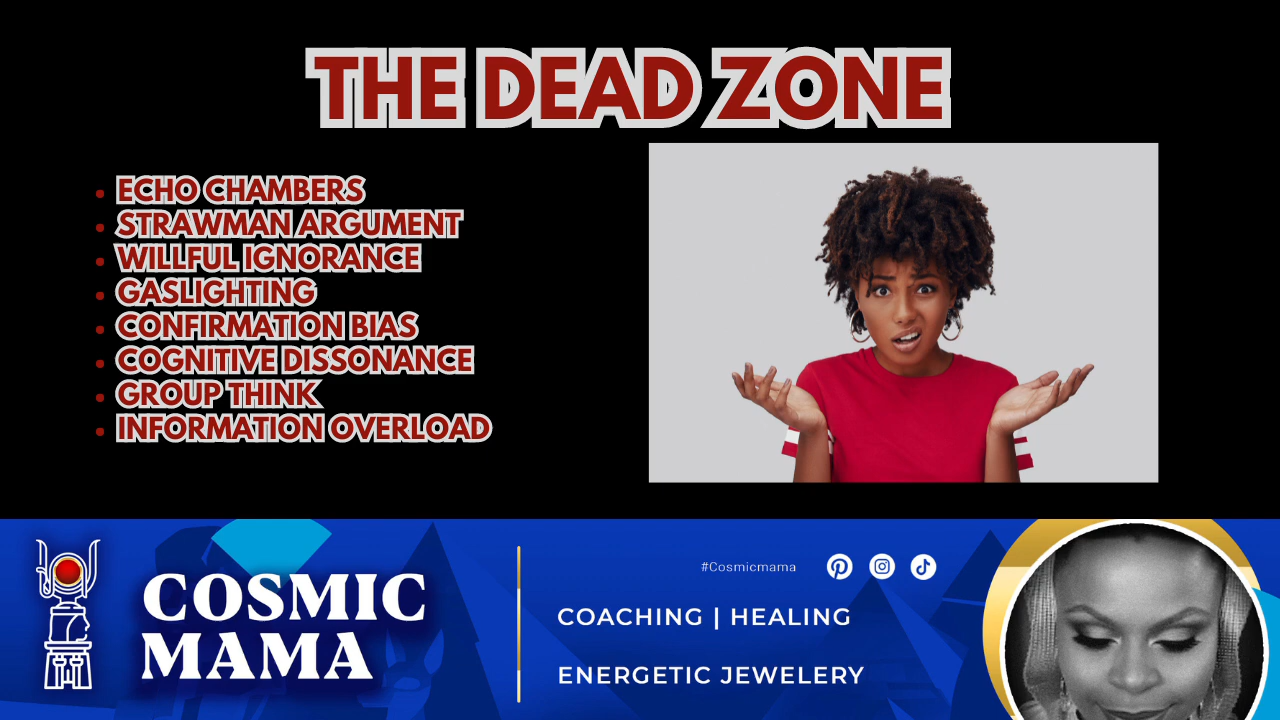 THE DEAD ZONE
• ECHO CHAMBERS
• STRAWMAN ARGUMENT
• WILLFUL IGNORANCE
• GASLIGHTING
• CONFIRMATION BIAS
• COGNITIVE DISSONANCE
• GROUP THINK
• INFORMATION OVERLOAD
COSMIC
MAMA
#Cosmicmama
COACHING | HEALING
ENERGETIC JEWELERY